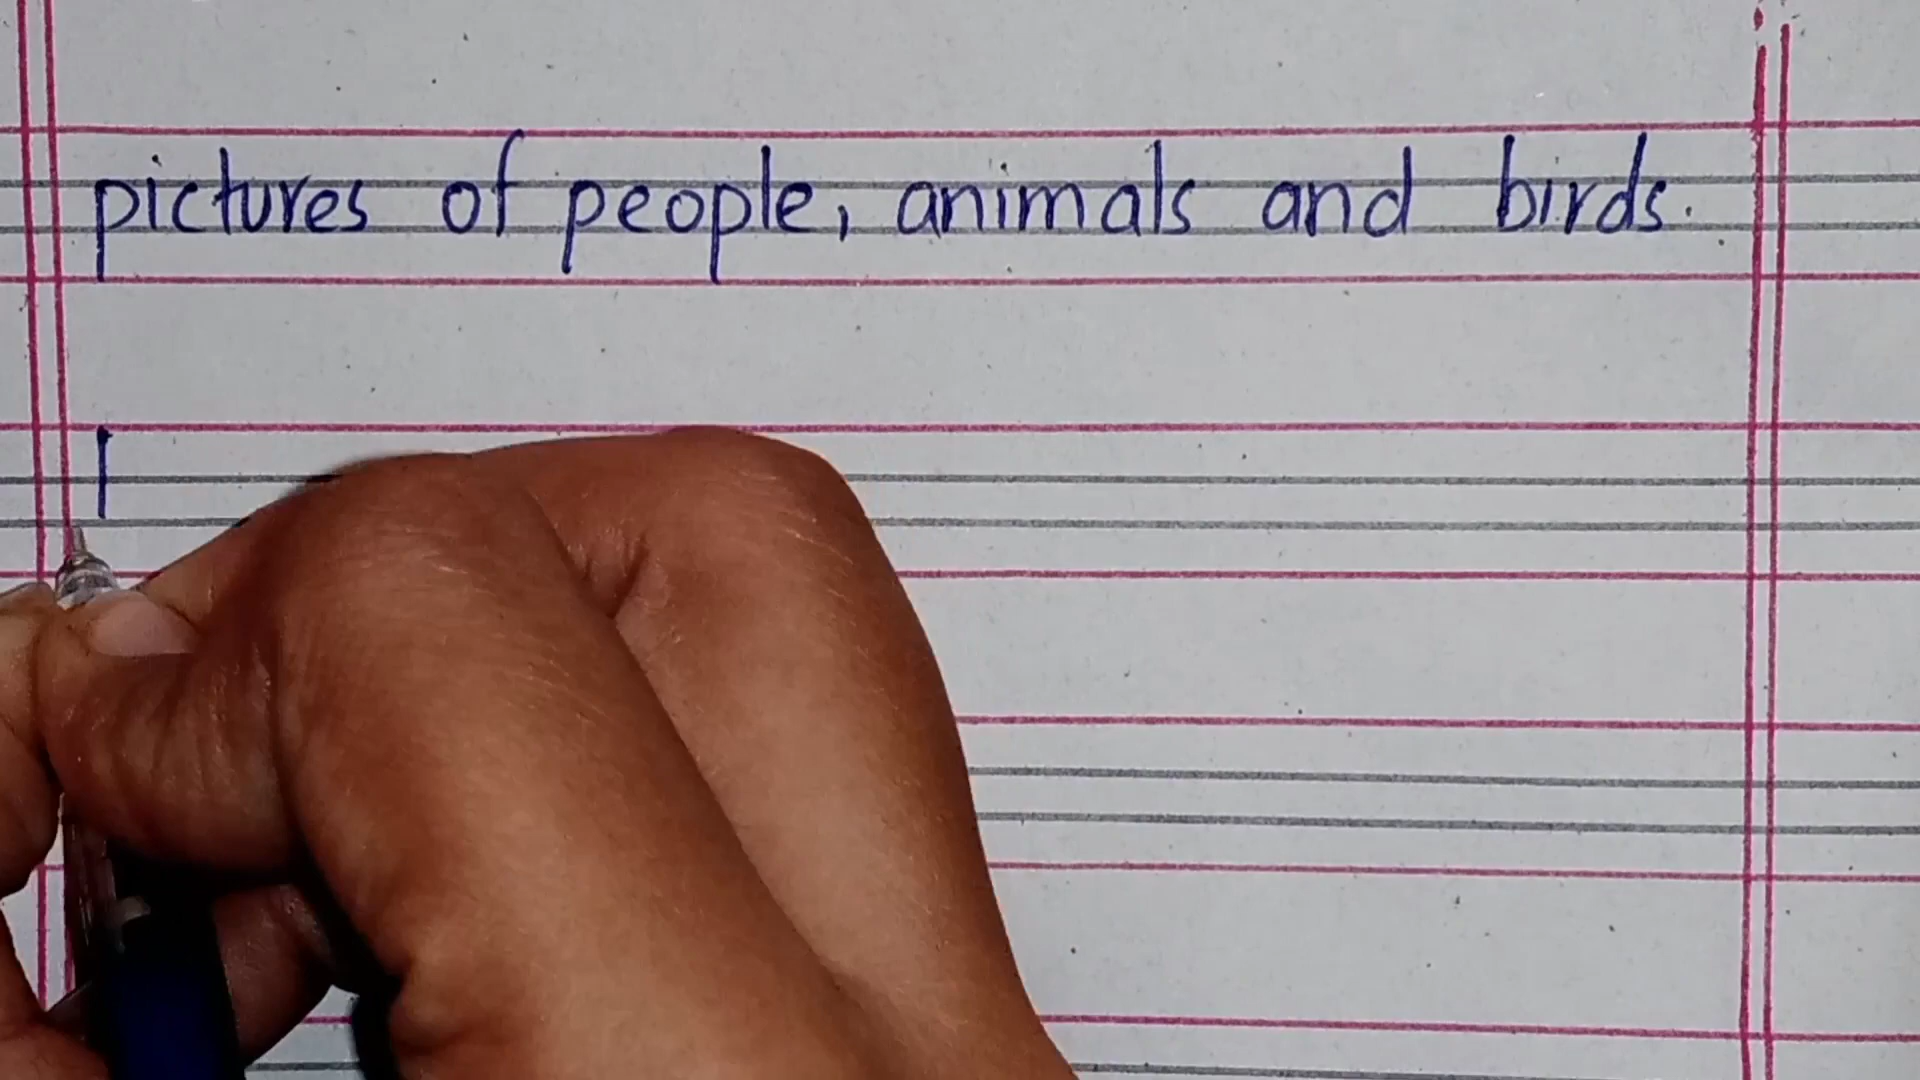 pictures of people, animals and birds.